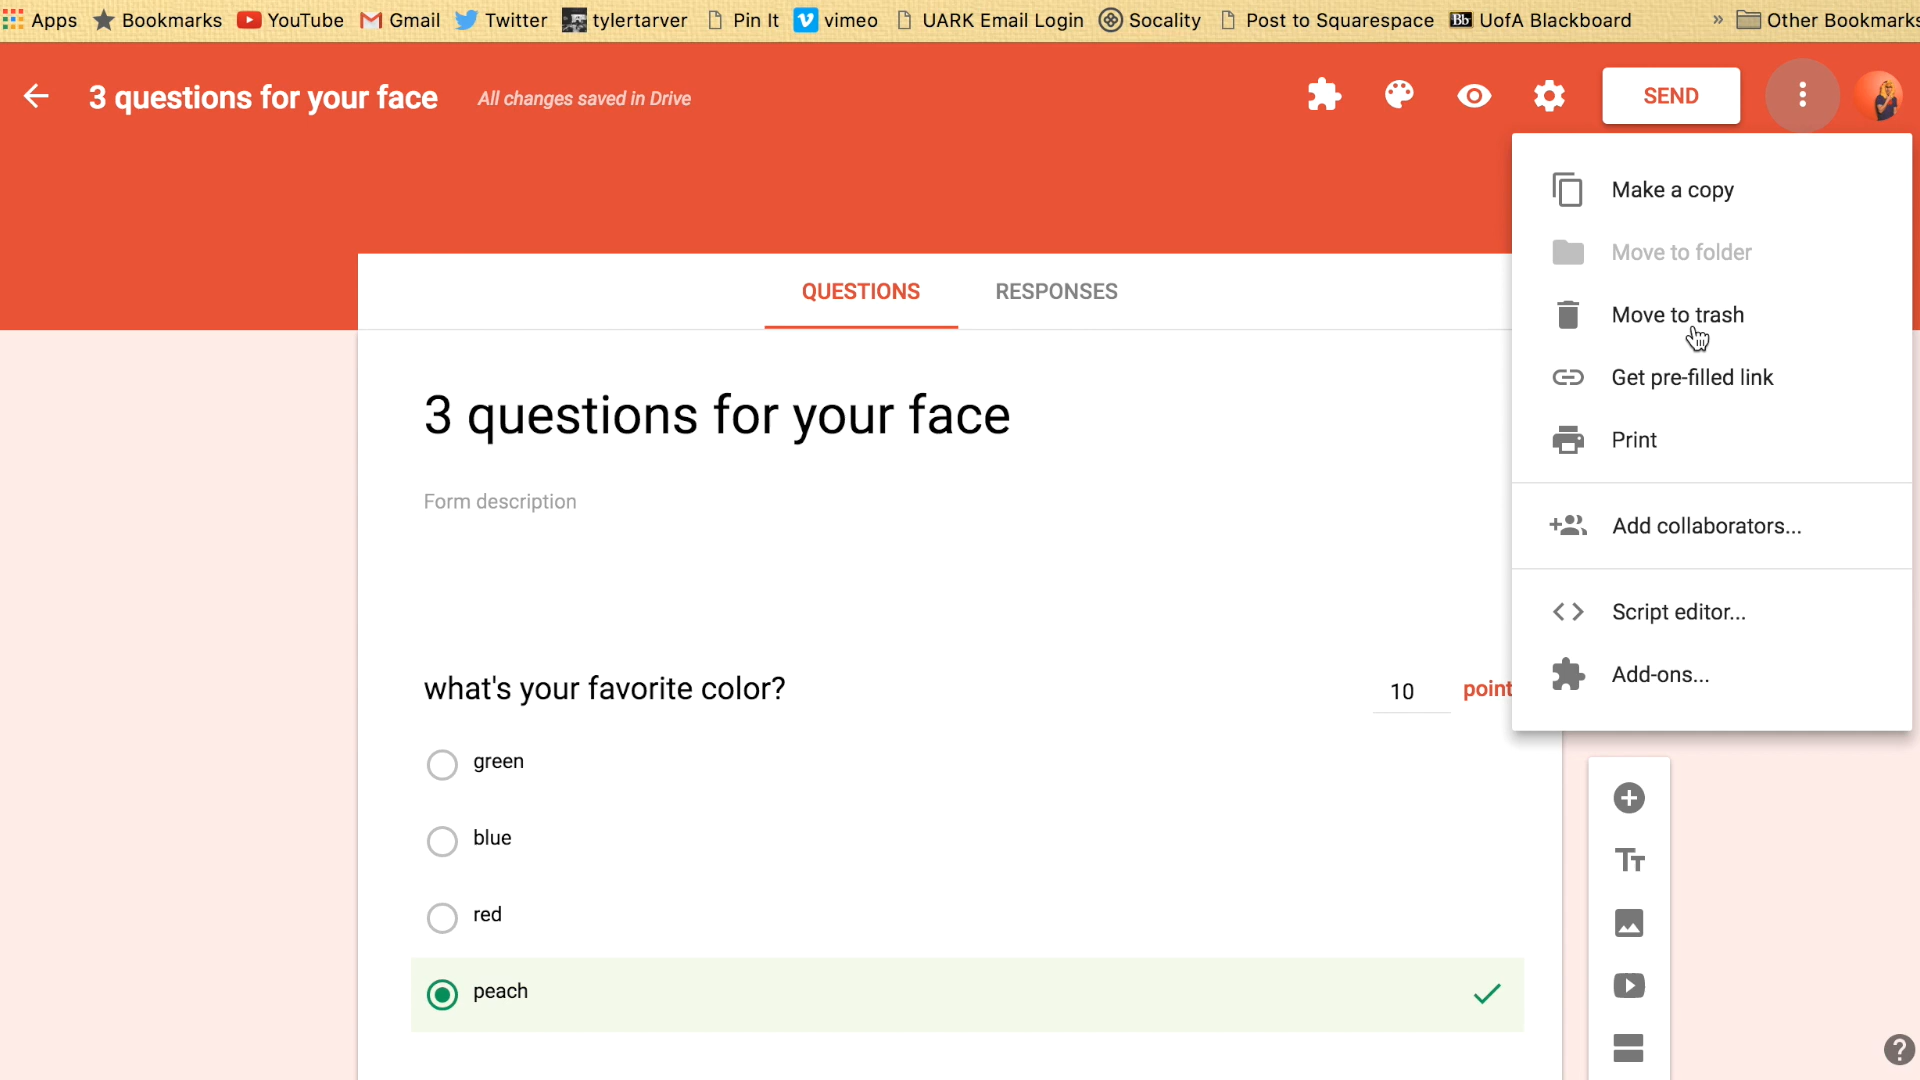 Apps Bookmarks YouTube Gmail Twitter tylertarver Pin It vimeo UARK Email Login Socality Post to Squarespace Bb UofA Blackboard » Other Bookmarks
3 questions for your face All changes saved in Drive SEND
Make a copy
Move to folder
QUESTIONS RESPONSES
Move to trash
Get pre-filled link
3 questions for your face
Print
Form description
Add collaborators...
Script editor...
Add-ons...
what's your favorite color? 10 point
green
blue
Tт
red
peach
?